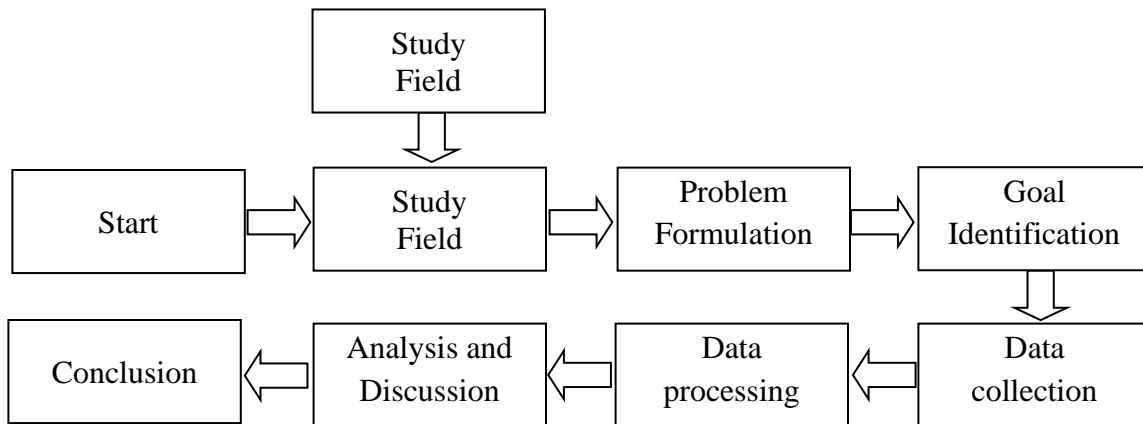 Study
Field
Start
Study
Field
Problem
Formulation
Goal
Identification
Conclusion
Analysis and
Discussion
Data
processing
Data
collection